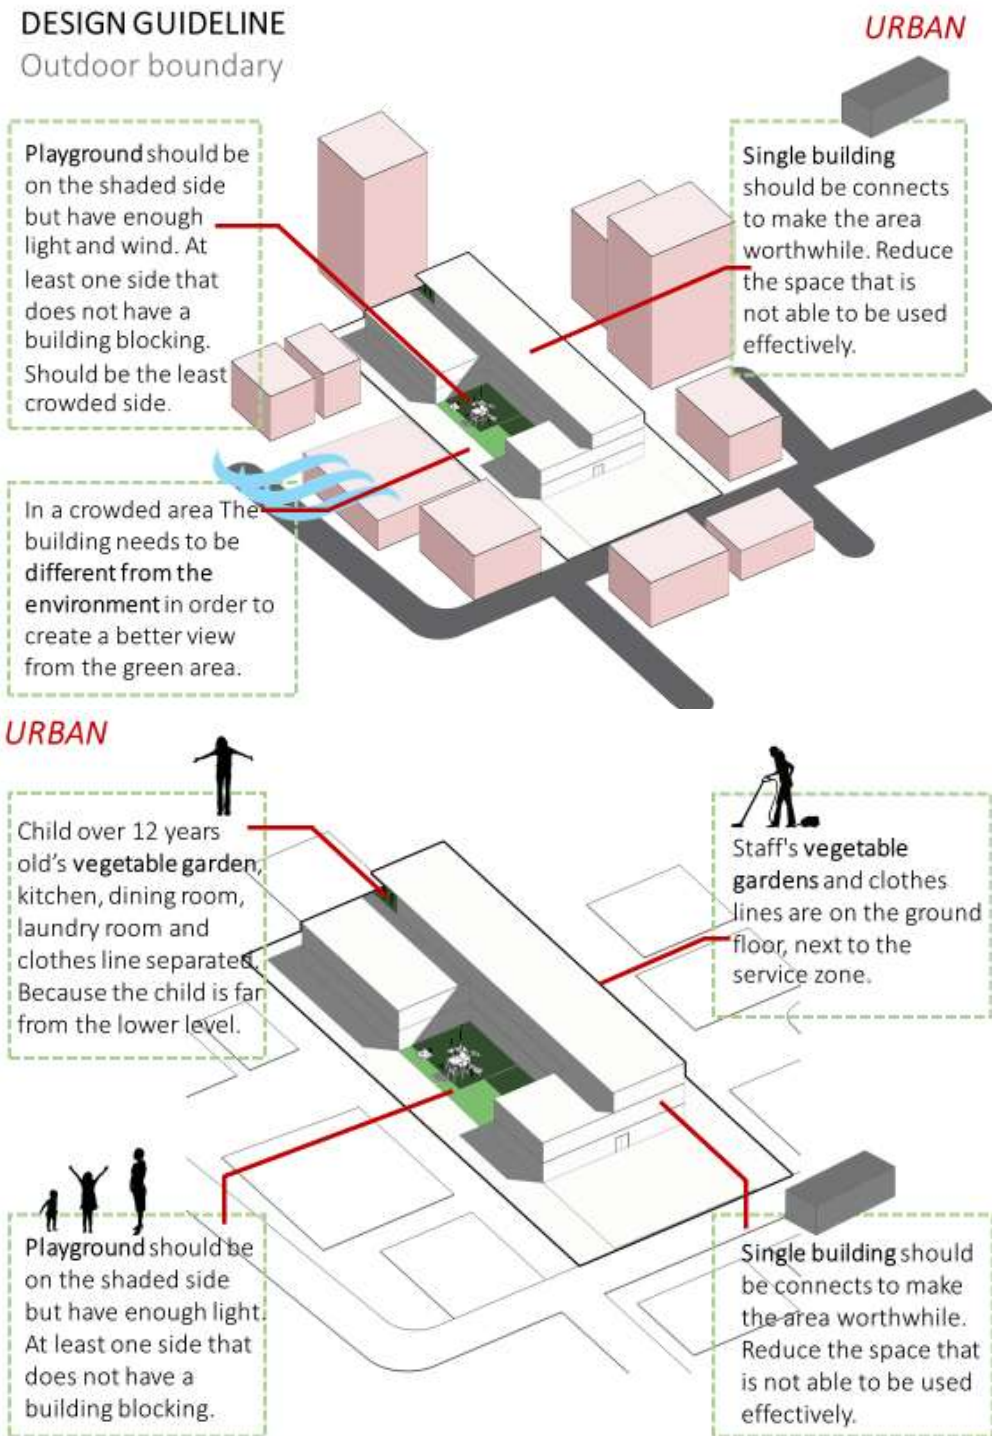 DESIGN GUIDELINE
Outdoor boundary
URBAN
Playground should be
on the shaded side
but have enough
light and wind. At
least one side that
does not have a
building blocking.
Should be the least
crowded side.
Single building
should be connects
to make the area
worthwhile. Reduce
the space that is
not able to be used
effectively.
In a crowded area The
building needs to be
different from the
environment in order to
create a better view
from the green area.
URBAN
Child over 12 years
old's vegetable garden,
kitchen, dining room,
laundry room and
clothes line separated.
Because the child is far
from the lower level.
Staff's vegetable
gardens and clothes
lines are on the ground
floor, next to the
service zone.
Playground should be
on the shaded side
but have enough light.
At least one side that
does not have a
building blocking.
Single building should
be connects to make
the area worthwhile.
Reduce the space that
is not able to be used
effectively.